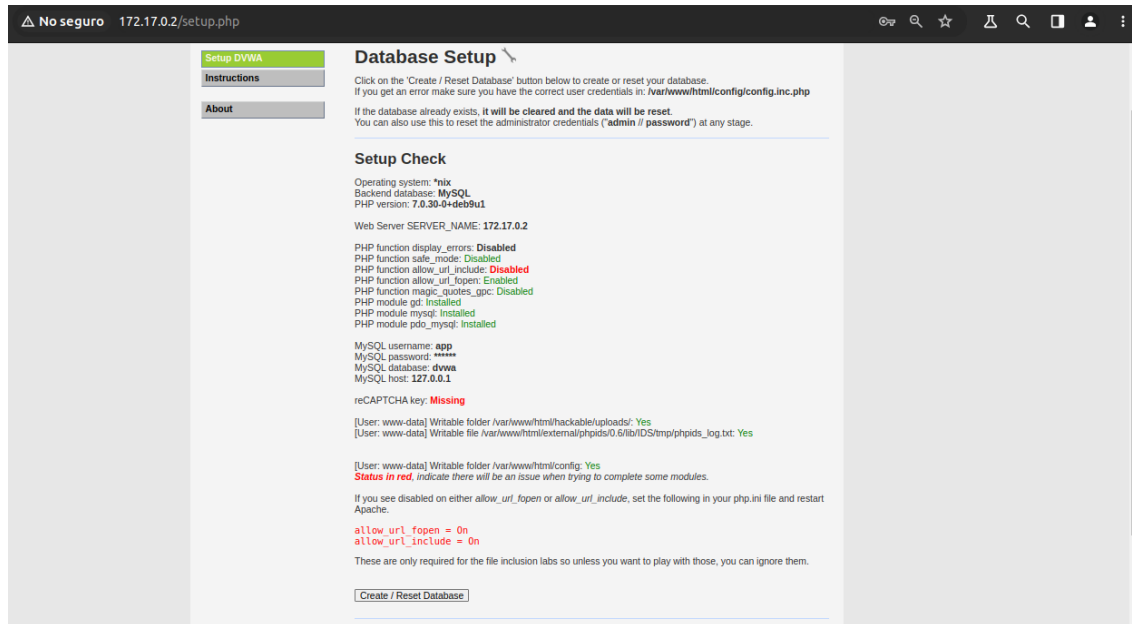 No seguro 172.17.0.2/setup.php
Setup DVWA
Instructions
About
Database Setup
Click on the 'Create / Reset Database' button below to create or reset your database.
If you get an error make sure you have the correct user credentials in: /var/www/html/config/config.inc.php
If the database already exists, it will be cleared and the data will be reset.
You can also use this to reset the administrator credentials ("admin // password") at any stage.
Setup Check
Operating system: *nix
Backend database: MySQL
PHP version: 7.0.30-0+deb9u1
Web Server SERVER_NAME: 172.17.0.2
PHP function display_errors: Disabled
PHP function safe_mode: Disabled
PHP function allow_url_include: Disabled
PHP function allow_url_fopen: Enabled
PHP function magic_quotes_gpc: Disabled
PHP module gd: Installed
PHP module mysql: Installed
PHP module pdo_mysql: Installed
MySQL username: app
MySQL password: ******
MySQL database: dvwa
MySQL host: 127.0.0.1
reCAPTCHA key: Missing
[User: www-data] Writable folder /var/www/html/hackable/uploads/: Yes
[User: www-data] Writable file /var/www/html/external/phpids/0.6/lib/IDS/tmp/phpids_log.txt: Yes
[User: www-data] Writable folder /var/www/html/config: Yes
Status in red, indicate there will be an issue when trying to complete some modules.
If you see disabled on either allow_url_fopen or allow_url_include, set the following in your php.ini file and restart
Apache.
allow_url_fopen = On
allow_url_include = On
These are only required for the file inclusion labs so unless you want to play with those, you can ignore them.
Create / Reset Database